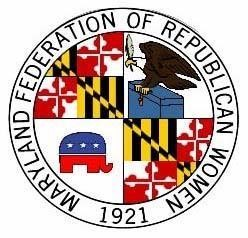 MARYLAND FEDERATION OF REPUBLICAN WOMEN
1921